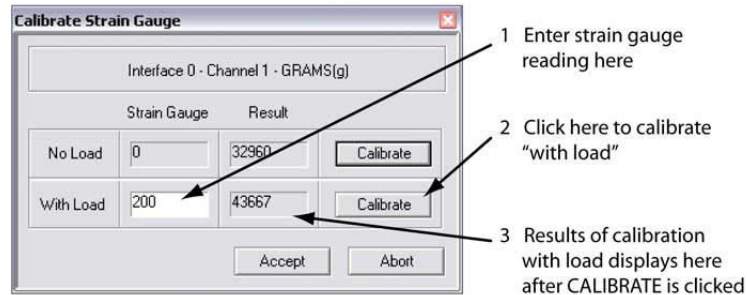 Calibrate Strain Gauge
Interface 0 - Channel 1 - GRAMS(g)
Strain Gauge Result
No Load 0 32960 Calibrate
With Load 200 43667 Calibrate
Accept Abort
1 Enter strain gauge
reading here
2 Click here to calibrate
“with load”
3 Results of calibration
with load displays here
after CALIBRATE is clicked